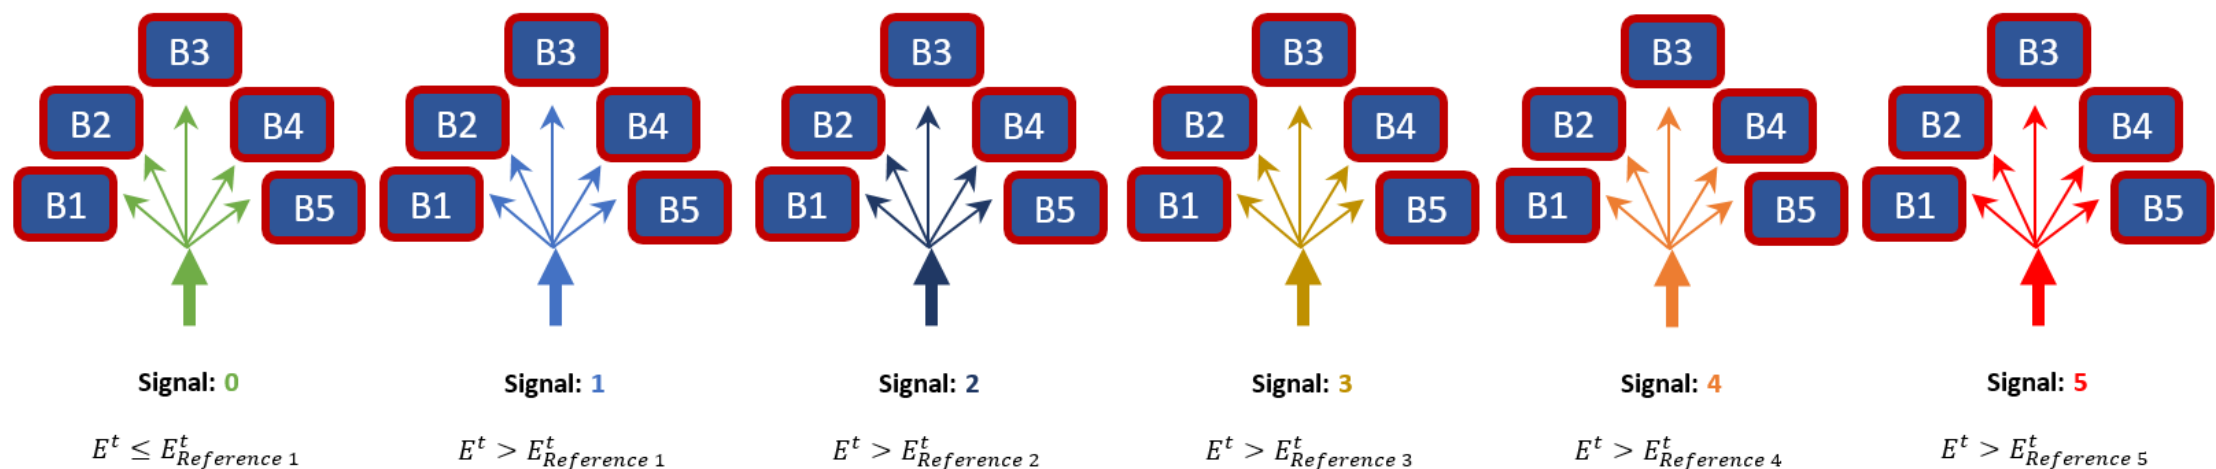 B3 B3 B3 B3 B3 B3
B2 B4 B2 B4 B2 B4 B2 B4 B2 B4 B2 B4
B1 B5 B1 B5 B1 B5 B1 B5 B1 B5 B1 B5
Signal: 0 Signal: 1 Signal: 2 Signal: 3 Signal: 4 Signal: 5
$E^t \leq E^t_{Reference\ 1}$ $E^t > E^t_{Reference\ 1}$ $E^t > E^t_{Reference\ 2}$ $E^t > E^t_{Reference\ 3}$ $E^t > E^t_{Reference\ 4}$ $E^t > E^t_{Reference\ 5}$